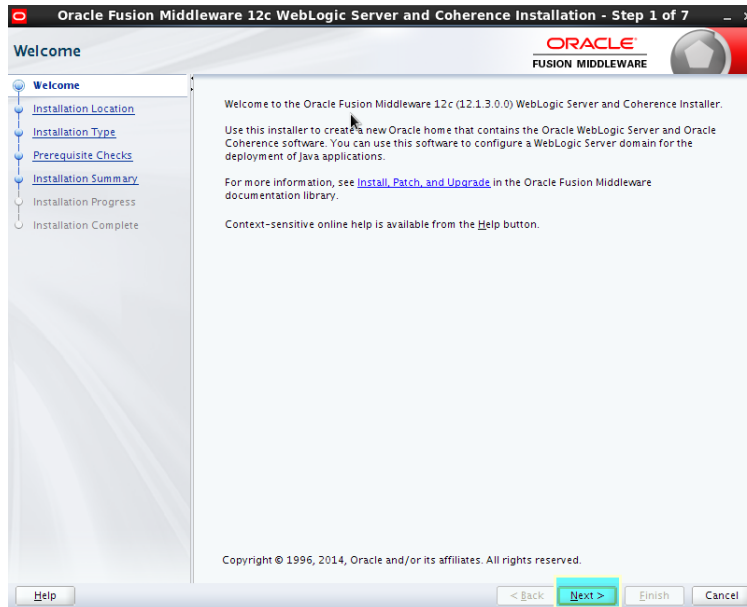 Oracle Fusion Middleware 12c WebLogic Server and Coherence Installation - Step 1 of 7
Welcome
ORACLE
FUSION MIDDLEWARE
Welcome
Installation Location
Installation Type
Prerequisite Checks
Installation Summary
Installation Progress
Installation Complete
Welcome to the Oracle Fusion Middleware 12c (12.1.3.0.0) WebLogic Server and Coherence Installer.
Use this installer to create a new Oracle home that contains the Oracle WebLogic Server and Oracle
Coherence software. You can use this software to configure a WebLogic Server domain for the
deployment of Java applications.
For more information, see Install, Patch, and Upgrade in the Oracle Fusion Middleware
documentation library.
Context-sensitive online help is available from the Help button.
Copyright © 1996, 2014, Oracle and/or its affiliates. All rights reserved.
Help
< Back
Next >
Finish
Cancel